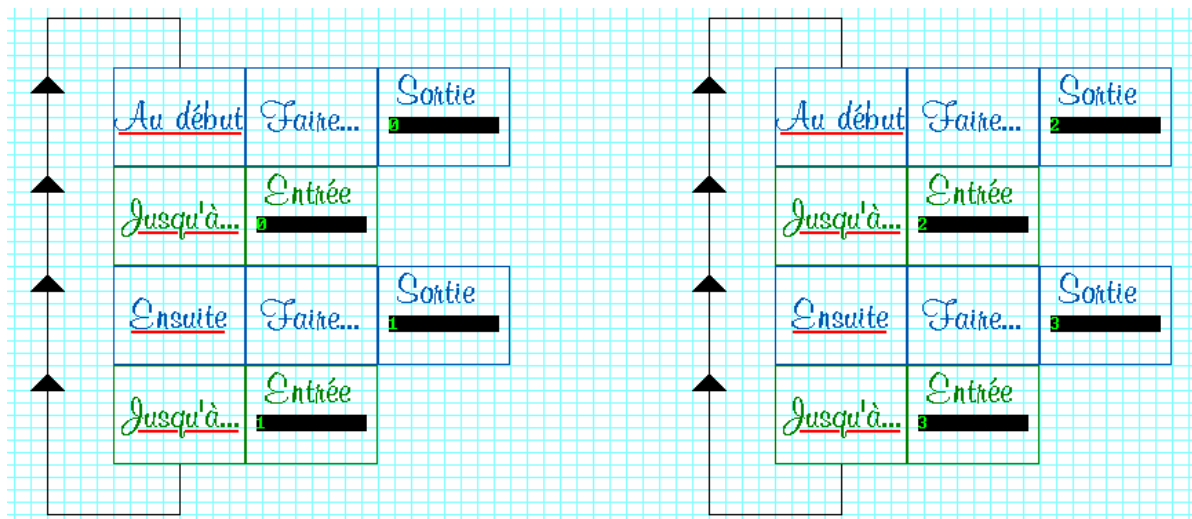 Au début Faire... Sortie 0
Jusqu'à... Entrée 0
Ensuite Faire... Sortie 1
Jusqu'à... Entrée 1
Au début Faire... Sortie 2
Jusqu'à... Entrée 2
Ensuite Faire... Sortie 3
Jusqu'à... Entrée 3